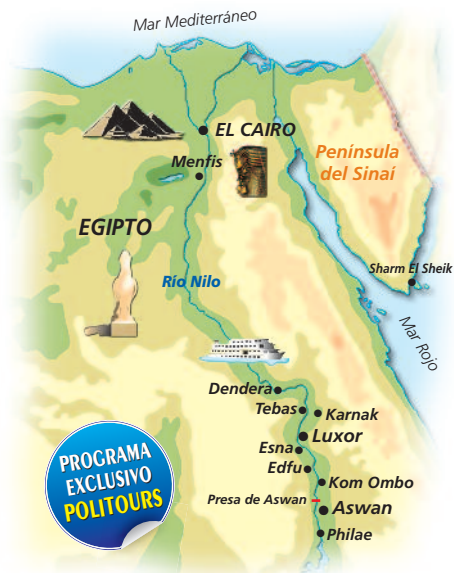 Mar Mediterráneo
EL CAIRO
Menfis
Península
del Sinaí
EGIPTO
Sharm El Sheik
Río Nilo
Mar Rojo
Dendera
Tebas
Karnak
Luxor
Esna
Edfu
Kom Ombo
Presa de Aswan
Aswan
Philae
PROGRAMA
EXCLUSIVO
POLITOURS